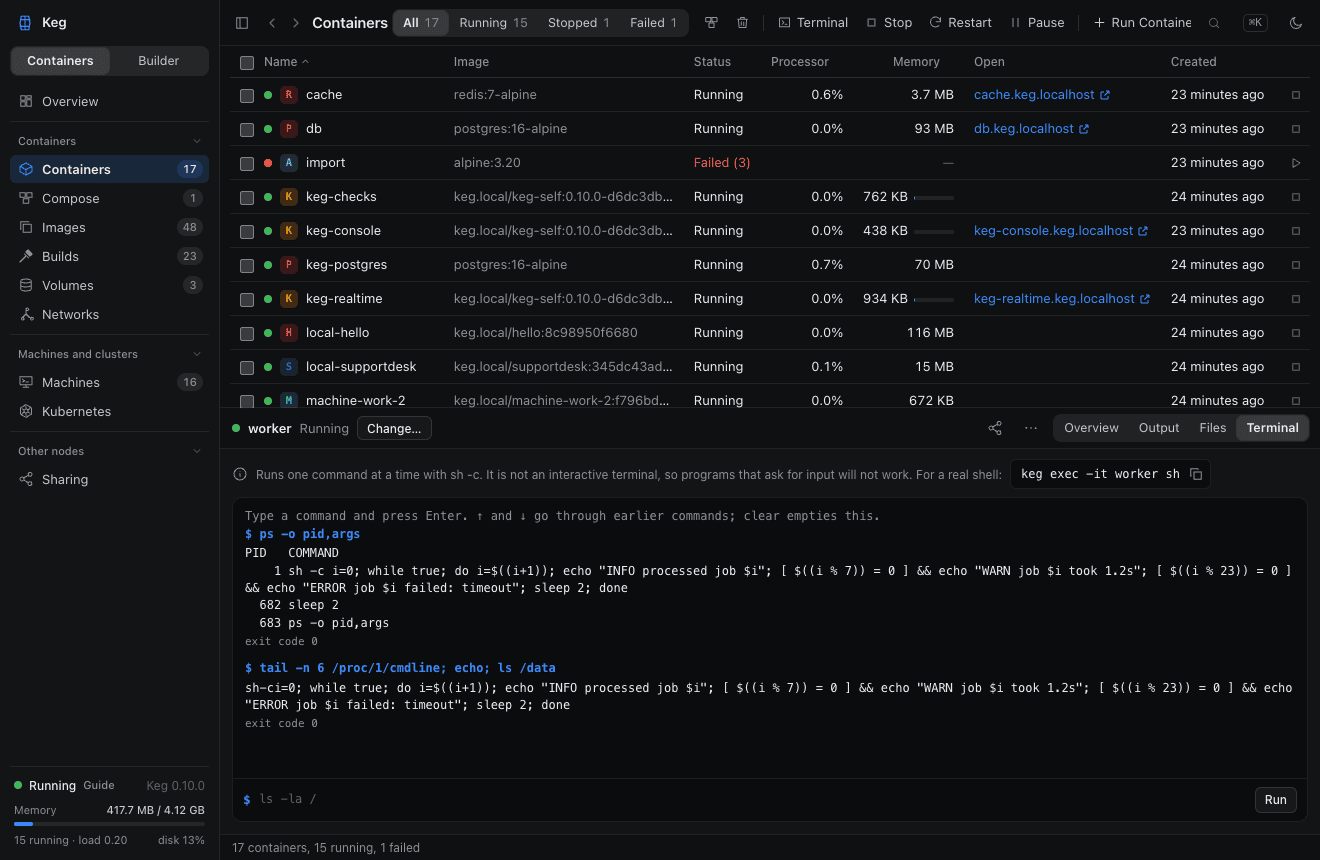 Keg
Containers All 17 Running 15 Stopped 1 Failed 1 Terminal Stop Restart Pause Run Containe ⌘K
Containers Builder
Overview
Containers
Containers 17
Compose 1
Images 48
Builds 23
Volumes 3
Networks
Machines and clusters
Machines 16
Kubernetes
Other nodes
Sharing
Running Guide Keg 0.10.0
Memory 417.7 MB / 4.12 GB
15 running · load 0.20 disk 13%
Name Image Status Processor Memory Open Created
R cache redis:7-alpine Running 0.6% 3.7 MB cache.keg.localhost 23 minutes ago
P db postgres:16-alpine Running 0.0% 93 MB db.keg.localhost 23 minutes ago
A import alpine:3.20 Failed (3) — 23 minutes ago
K keg-checks keg.local/keg-self:0.10.0-d6dc3db... Running 0.0% 762 KB 24 minutes ago
K keg-console keg.local/keg-self:0.10.0-d6dc3db... Running 0.0% 438 KB keg-console.keg.localhost 23 minutes ago
P keg-postgres postgres:16-alpine Running 0.7% 70 MB 24 minutes ago
K keg-realtime keg.local/keg-self:0.10.0-d6dc3db... Running 0.0% 934 KB keg-realtime.keg.localhost 24 minutes ago
H local-hello keg.local/hello:8c98950f6680 Running 0.0% 116 MB 24 minutes ago
S local-supportdesk keg.local/supportdesk:345dc43ad... Running 0.1% 15 MB 24 minutes ago
M machine-work-2 keg.local/machine-work-2:f796bd... Running 0.0% 672 KB 24 minutes ago
worker Running Change... Overview Output Files Terminal
Runs one command at a time with sh -c. It is not an interactive terminal, so programs that ask for input will not work. For a real shell: keg exec -it worker sh
Type a command and press Enter. ↑ and ↓ go through earlier commands; clear empties this.
$ ps -o pid,args
PID COMMAND
1 sh -c i=0; while true; do i=$((i+1)); echo "INFO processed job $i"; [ $((i % 7)) = 0 ] && echo "WARN job $i took 1.2s"; [ $((i % 23)) = 0 ]
&& echo "ERROR job $i failed: timeout"; sleep 2; done
682 sleep 2
683 ps -o pid,args
exit code 0
$ tail -n 6 /proc/1/cmdline; echo; ls /data
sh-ci=0; while true; do i=$((i+1)); echo "INFO processed job $i"; [ $((i % 7)) = 0 ] && echo "WARN job $i took 1.2s"; [ $((i % 23)) = 0 ] && echo
"ERROR job $i failed: timeout"; sleep 2; done
exit code 0
$ ls -la / Run
17 containers, 15 running, 1 failed